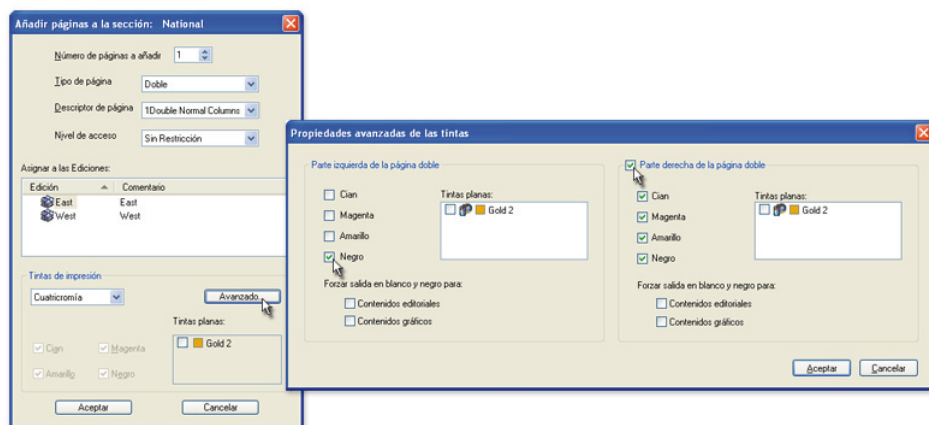 Añadir páginas a la sección: National
Número de páginas a añadir 1
Tipo de página Doble
Descriptor de página 1Double Normal Columns
Nivel de acceso Sin Restricción
Asignar a las Ediciones:
Edición Comentario
East East
West West
Tintas de impresión
Cuatricromía Avanzado
Tintas planas:
Gold 2
Cian Magenta
Amarillo Negro
Aceptar Cancelar
Propiedades avanzadas de las tintas
Parte izquierda de la página doble
Cian
Magenta
Amarillo
Negro
Tintas planas:
Gold 2
Forzar salida en blanco y negro para:
Contenidos editoriales
Contenidos gráficos
Parte derecha de la página doble
Cian
Magenta
Amarillo
Negro
Tintas planas:
Gold 2
Forzar salida en blanco y negro para:
Contenidos editoriales
Contenidos gráficos
Aceptar Cancelar